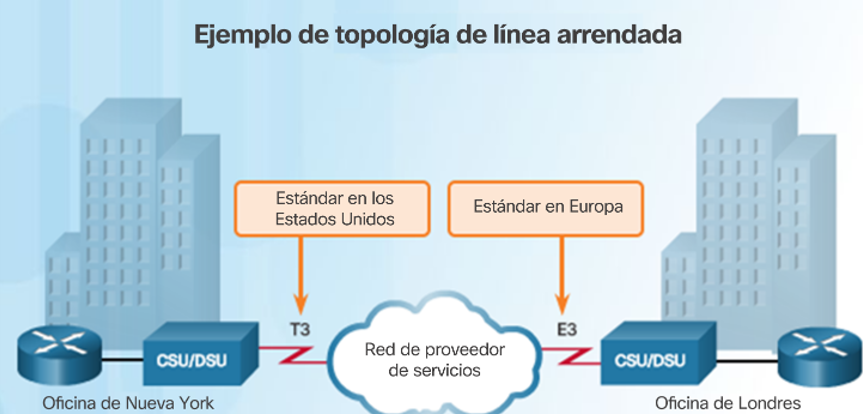 Ejemplo de topología de línea arrendada
Estándar en los
Estados Unidos
Estándar en Europa
T3
E3
Red de proveedor
de servicios
CSU/DSU
CSU/DSU
Oficina de Nueva York
Oficina de Londres